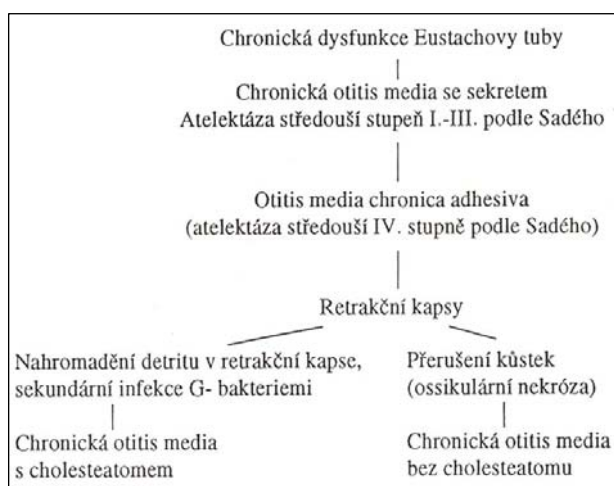 Chronická dysfunkce Eustachovy tuby
Chronická otitis media se sekretem
Atelektáza středouší stupeň I.-III. podle Sadého
Otitis media chronica adhesiva
(atelektáza středouší IV. stupně podle Sadého)
Retrakční kapsy
Nahromadění detritu v retrakční kapse,
sekundární infekce G- bakteriemi
Chronická otitis media
s cholesteatomem
Přerušení kůstek
(ossikulární nekróza)
Chronická otitis media
bez cholesteatomu